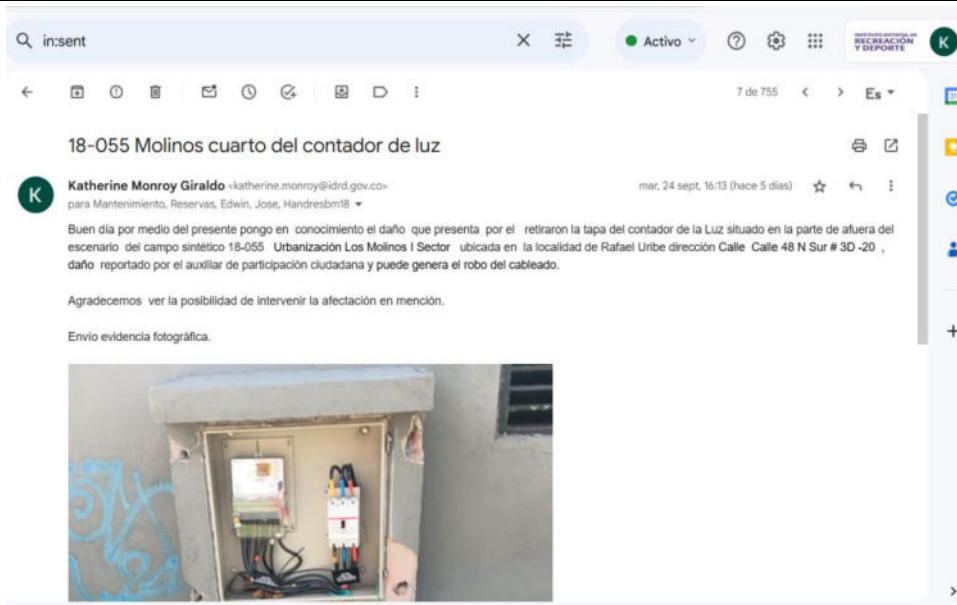 in:sent
Activo
INSTITUTO DISTRITAL DE
RECREACIÓN
Y DEPORTE
K
7 de 755
Es
18-055 Molinos cuarto del contador de luz
K
Katherine Monroy Giraldo <katherine.monroy@idrd.gov.co>
mar, 24 sept, 16:13 (hace 5 días)
para Mantenimiento, Reservas, Edwin, Jose, Handresbm18
Buen día por medio del presente pongo en conocimiento el daño que presenta por el retiraron la tapa del contador de la Luz situado en la parte de afuera del
escenario del campo sintético 18-055 Urbanización Los Molinos I Sector ubicada en la localidad de Rafael Uribe dirección Calle Calle 48 N Sur # 3D -20 ,
daño reportado por el auxiliar de participación ciudadana y puede genera el robo del cableado.
Agradecemos ver la posibilidad de intervenir la afectación en mención.
Envio evidencia fotográfica.